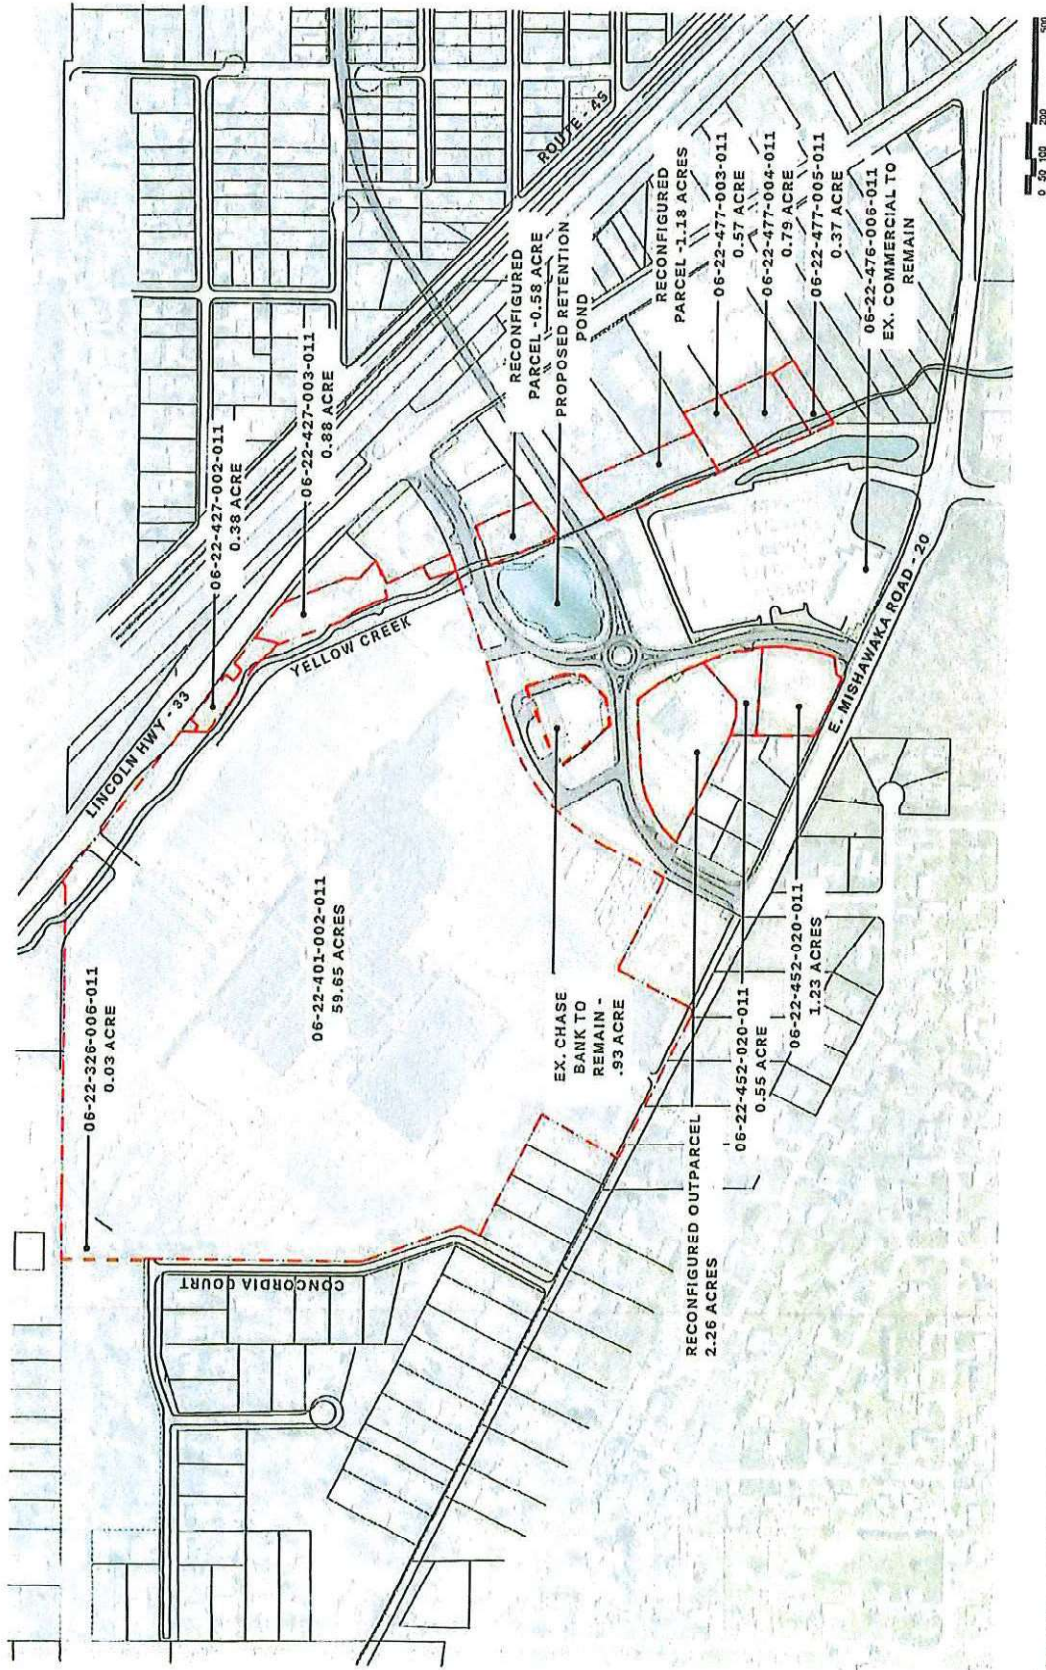 06-22-326-006-011
0.03 ACRE
LINCOLN HWY - 33
06-22-427-002-011
0.38 ACRE
06-22-427-003-011
0.88 ACRE
ROUTE - 45
YELLOW CREEK
06-22-401-002-011
59.65 ACRES
CONCORDIA COURT
RECONFIGURED
PARCEL -0.58 ACRE
PROPOSED RETENTION
POND
RECONFIGURED
PARCEL -1.18 ACRES
06-22-477-003-011
0.57 ACRE
06-22-477-004-011
0.79 ACRE
06-22-477-005-011
0.37 ACRE
06-22-476-006-011
EX. COMMERCIAL TO
REMAIN
EX. CHASE
BANK TO
REMAIN -
.93 ACRE
RECONFIGURED OUTPARCEL
2.26 ACRES
06-22-452-020-011
0.55 ACRE
06-22-452-020-011
1.23 ACRES
E. MISHAWAKA ROAD - 20
0 50 100 200 500